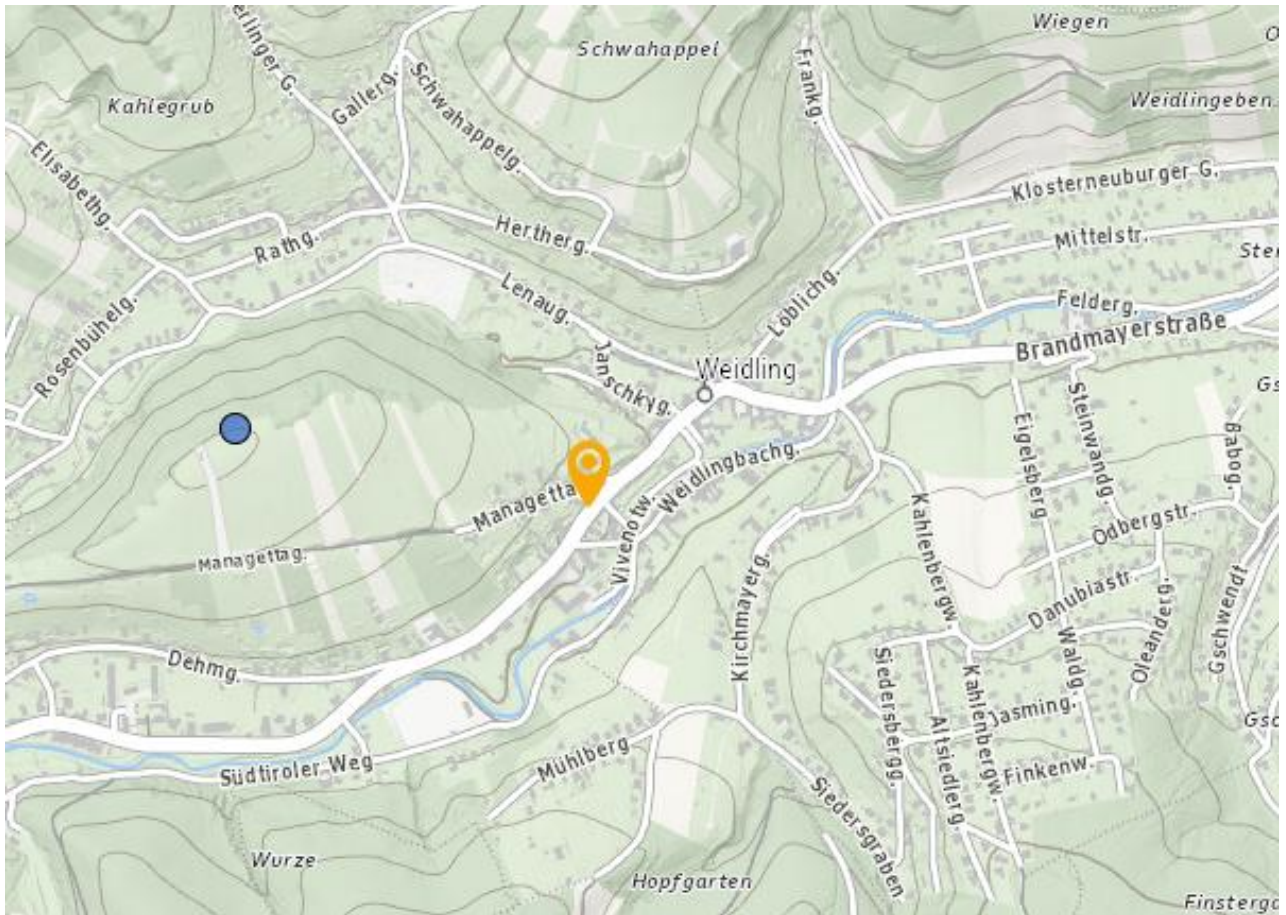 Wiegen
Schwahappel
erlinger G.
Frankg.
Gallerg.
Kahlegrub
Schwahappelg.
Weidlingeben.
Elisabethg.
Klosterneuburger G.
Rathg.
Hertherg.
Mittelstr.
Lenaug.
Löblichg.
Felderg.
Rosenbühelg.
Brandmayerstraße
Janschkyg.
Weidling
Steinwandg.
Eigelsberg
Babog.
Weidlingbachg.
Managetta
Kahlenbergw.
Odbergstr.
Managettag.
Vivenotw.
Kirchmayerg.
Danubiastr.
Oleanderg.
Gschwendt
Waldg.
Dehmg.
Siedersbergg.
Kahlenbergw.
Jasming.
Altsiedlerg.
Mühlberg
Südtiroler Weg
Finkenw.
Siedersgraben
Wurze
Hopfgarten
Finsterg